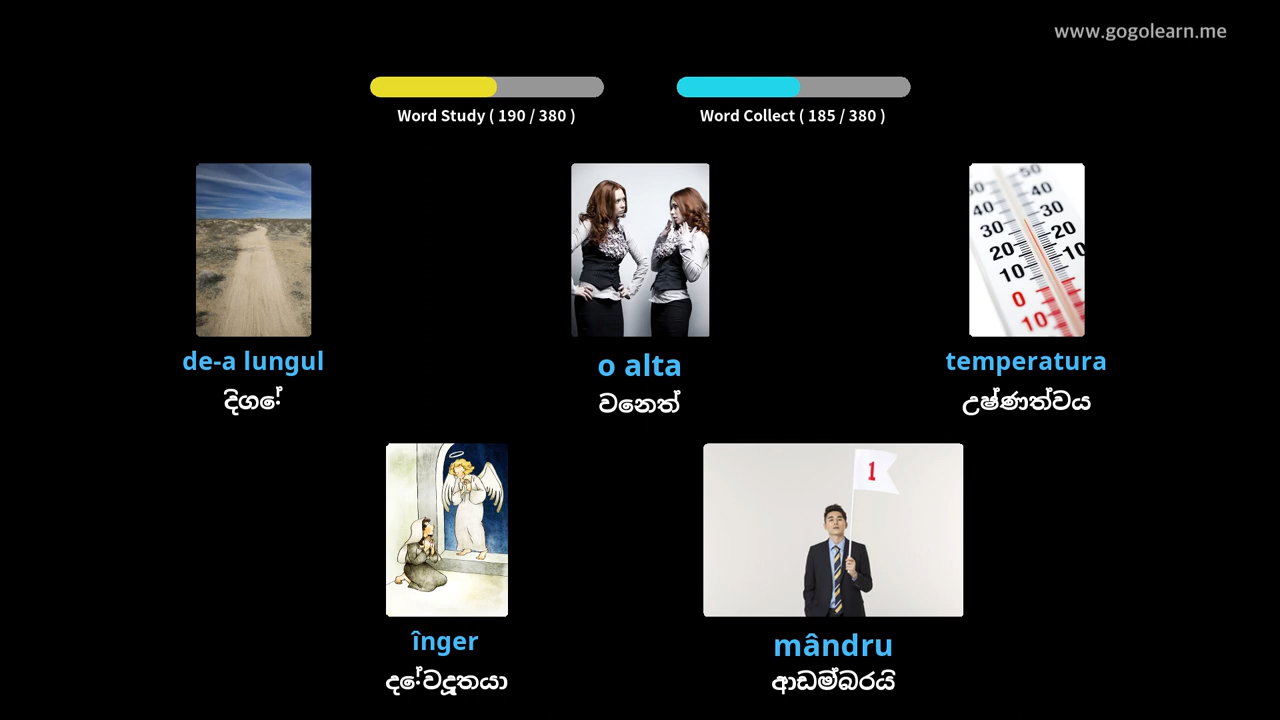 www.gogolearn.me
Word Study ( 190 / 380 )
Word Collect ( 185 / 380 )
de-a lungul
o alta
temperatura
දිගේ
වෙනත්
උෂ්ණත්වය
înger
mândru
දේවදූතයා
ආඩම්බරයි